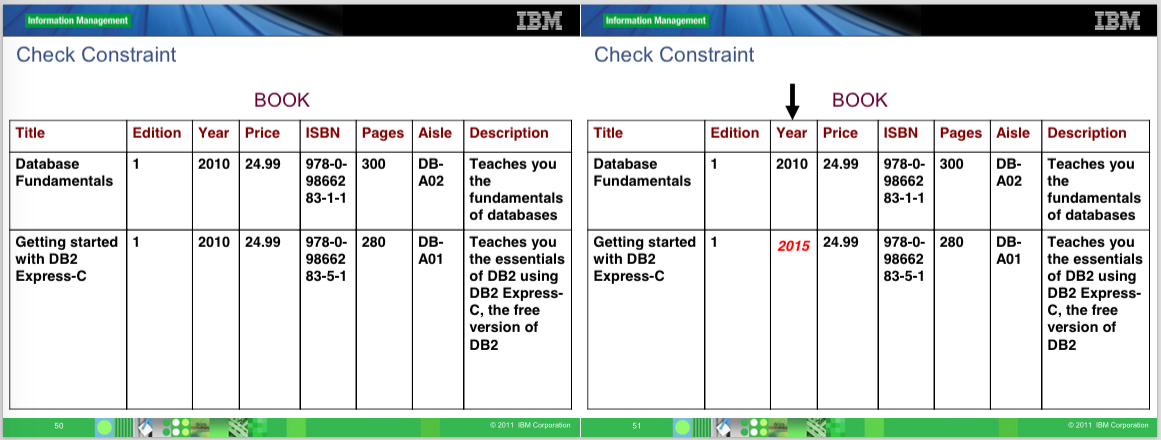 Information Management
IBM
Check Constraint
BOOK
Title Edition Year Price ISBN Pages Aisle Description
Database 1 2010 24.99 978-0- 300 DB- Teaches you
Fundamentals 98662 A02 the
83-1-1 fundamentals
of databases
Getting started 1 2010 24.99 978-0- 280 DB- Teaches you
with DB2 98662 A01 the essentials
Express-C 83-5-1 of DB2 using
DB2 Express-
C, the free
version of
DB2
50
© 2011 IBM Corporation
Information Management
IBM
Check Constraint
BOOK
Title Edition Year Price ISBN Pages Aisle Description
Database 1 2010 24.99 978-0- 300 DB- Teaches you
Fundamentals 98662 A02 the
83-1-1 fundamentals
of databases
Getting started 1 2015 24.99 978-0- 280 DB- Teaches you
with DB2 98662 A01 the essentials
Express-C 83-5-1 of DB2 using
DB2 Express-
C, the free
version of
DB2
51
© 2011 IBM Corporation